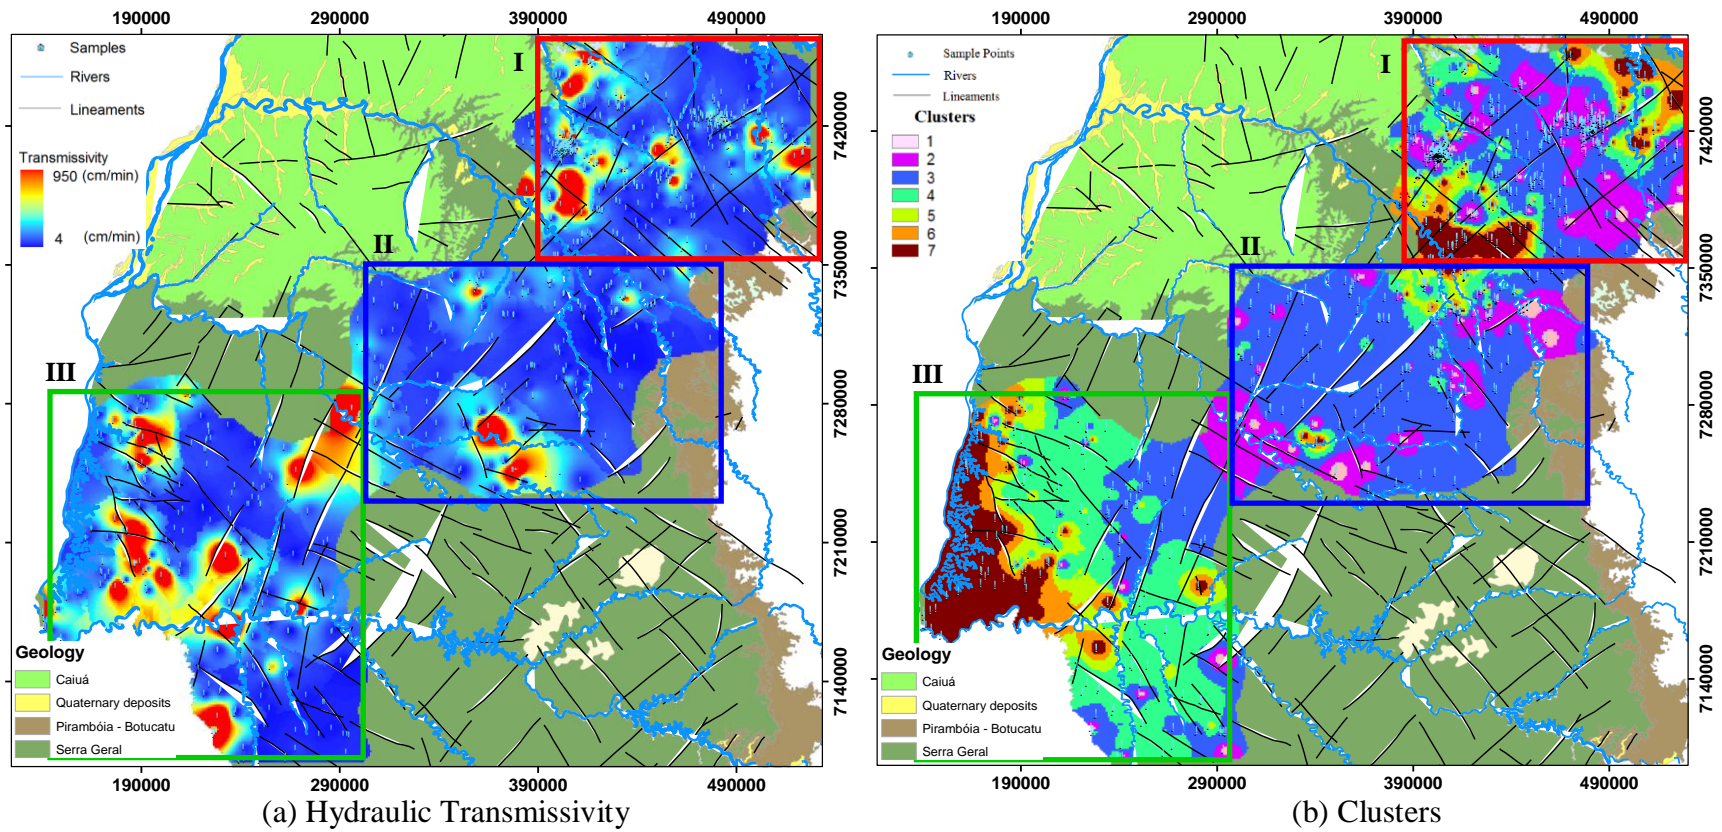 190000 290000 390000 490000
Samples
Rivers
Lineaments
Transmissivity
950 (cm/min)
4 (cm/min)
I
II
III
7420000
7350000
7280000
7210000
7140000
Geology
Caiuá
Quaternary deposits
Pirambóia - Botucatu
Serra Geral
190000 290000 390000 490000
(a) Hydraulic Transmissivity
190000 290000 390000 490000
Sample Points
Rivers
Lineaments
Clusters
1
2
3
4
5
6
7
I
II
III
7420000
7350000
7280000
7210000
7140000
Geology
Caiuá
Quaternary deposits
Pirambóia - Botucatu
Serra Geral
190000 290000 390000 490000
(b) Clusters